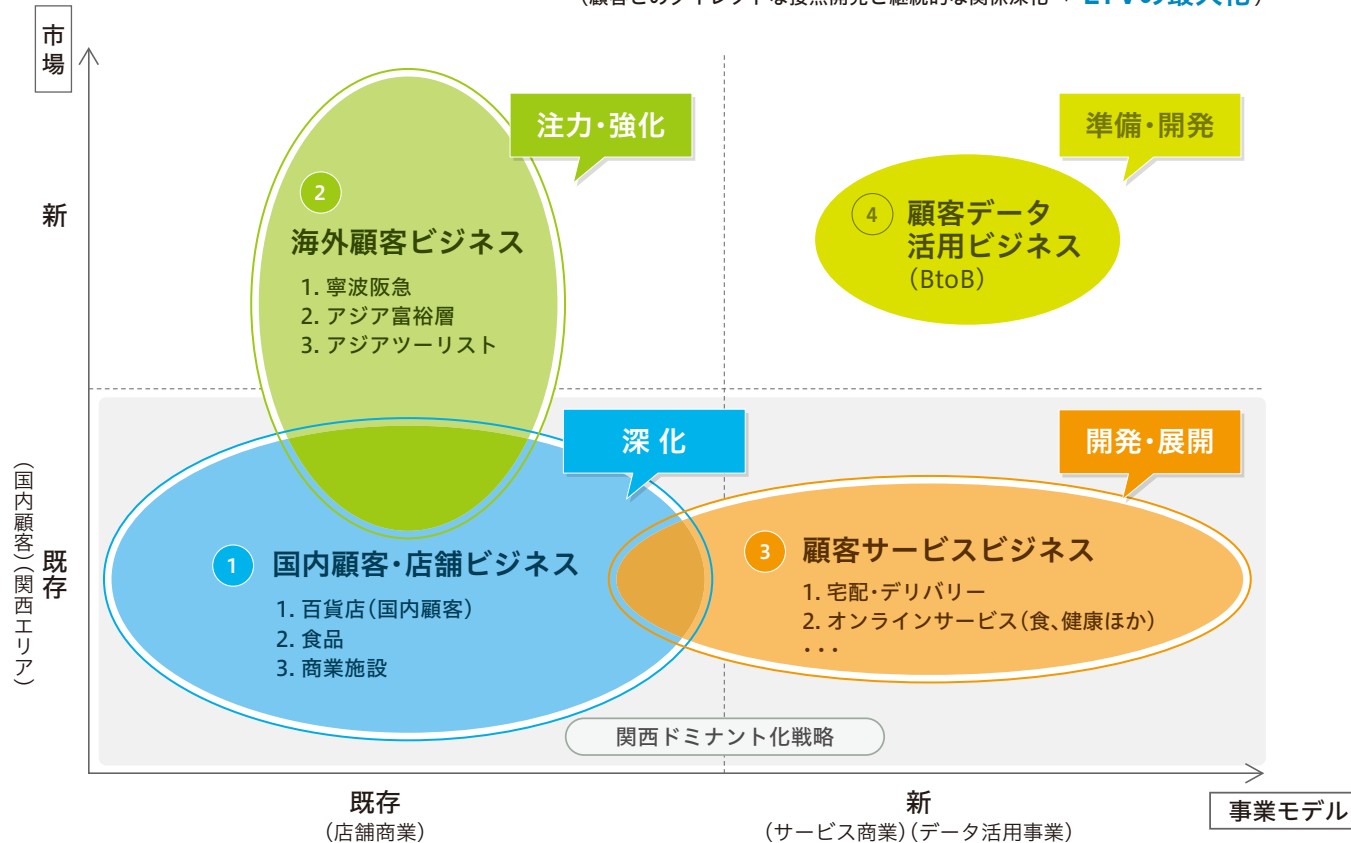 LTVの最大化)
市場
注力・強化
準備・開発
2
海外顧客ビジネス
1. 寧波阪急
2. アジア富裕層
3. アジアツーリスト
4
顧客データ
活用ビジネス
(BtoB)
新
深 化
開発・展開
既存
(国内顧客)(関西エリア)
1
国内顧客・店舗ビジネス
1. 百貨店(国内顧客)
2. 食品
3. 商業施設
3
顧客サービスビジネス
1. 宅配・デリバリー
2. オンラインサービス(食、健康ほか)
・・・
関西ドミナント化戦略
既存
(店舗商業)
新
(サービス商業)(データ活用事業)
事業モデル